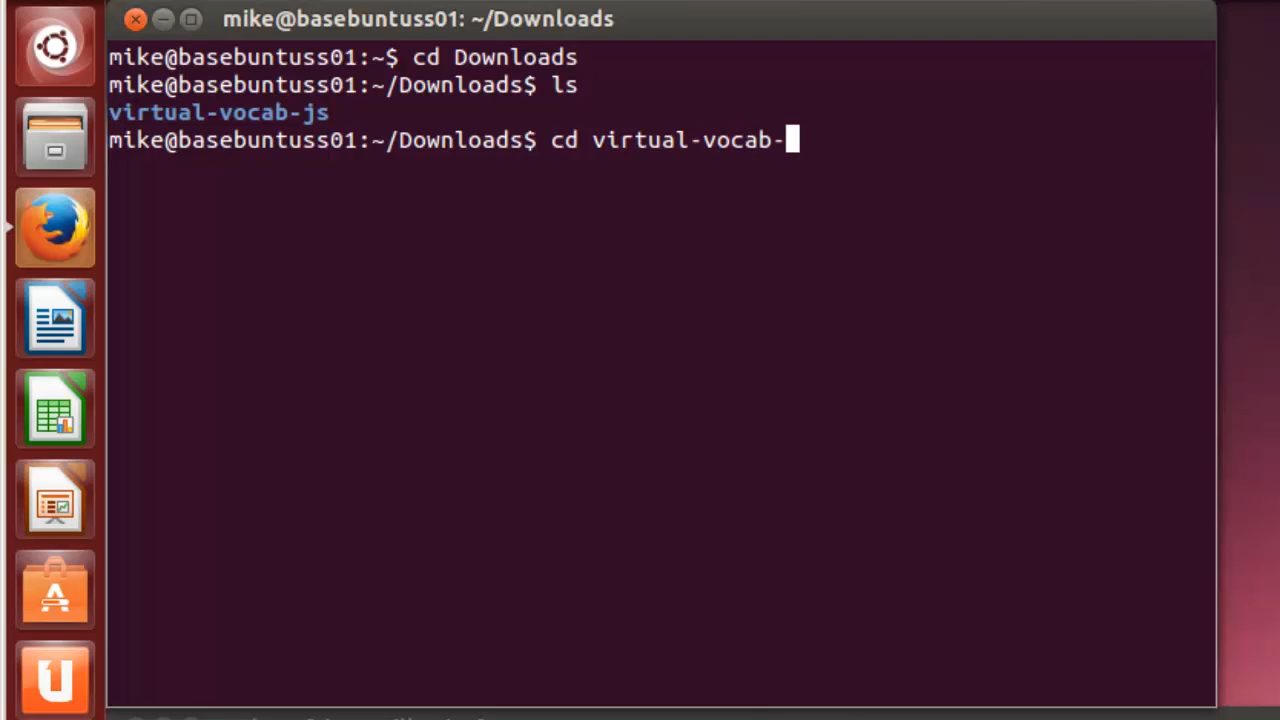 mike@basebuntuss01: ~/Downloads
mike@basebuntuss01:~$ cd Downloads
mike@basebuntuss01:~/Downloads$ ls
virtual-vocab-js
mike@basebuntuss01:~/Downloads$ cd virtual-vocab-